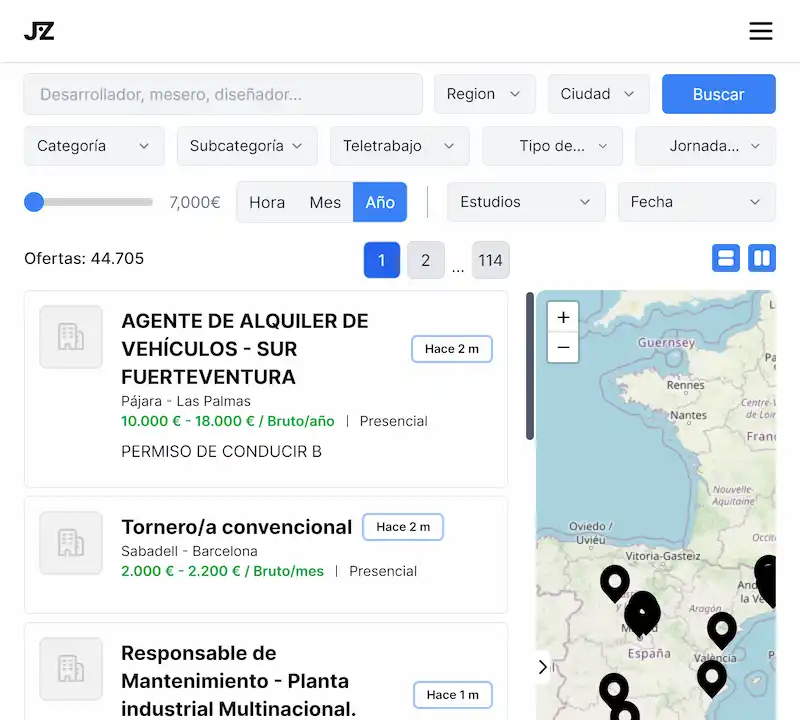 JZ
Desarrollador, mesero, diseñador...
Region
Ciudad
Buscar
Categoría
Subcategoría
Teletrabajo
Tipo de...
Jornada...
7,000€
Hora
Mes
Año
Estudios
Fecha
Ofertas: 44.705
1
2
...
114
AGENTE DE ALQUILER DE
VEHÍCULOS - SUR
FUERTEVENTURA
Hace 2 m
Pájara - Las Palmas
10.000 € - 18.000 € / Bruto/año | Presencial
PERMISO DE CONDUCIR B
Tornero/a convencional
Hace 2 m
Sabadell - Barcelona
2.000 € - 2.200 € / Bruto/mes | Presencial
Responsable de
Mantenimiento - Planta
industrial Multinacional.
Hace 1 m
+
−
Guernsey
Rennes
Nantes
Centre-
de Loir
Franc
Nouvelle-
Aquitaine
Occit
Oviedo /
Uviéu
Vitoria-Gasteiz
And
la Ve
Aragón
España
València